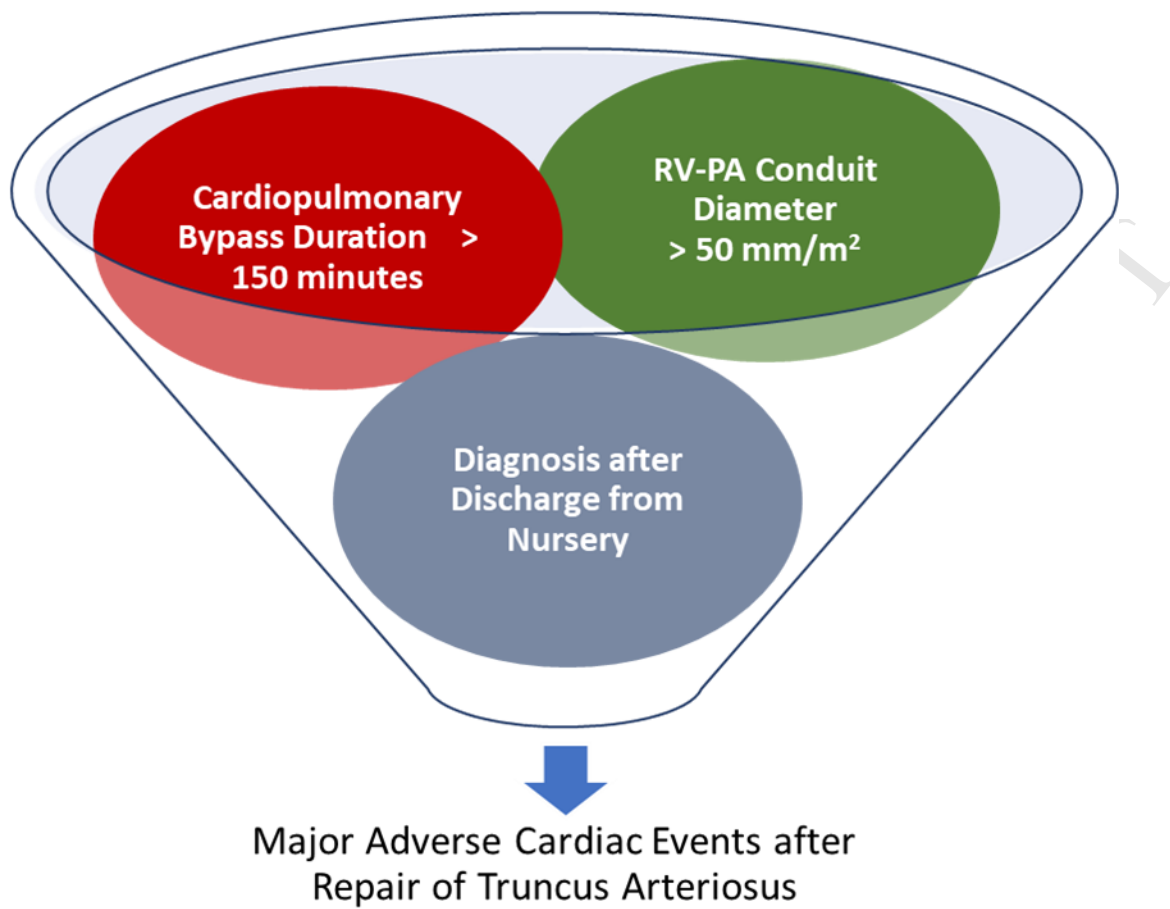 Cardiopulmonary
Bypass Duration >
150 minutes
RV-PA Conduit
Diameter
> 50 mm/m²
Diagnosis after
Discharge from
Nursery
Major Adverse Cardiac Events after
Repair of Truncus Arteriosus